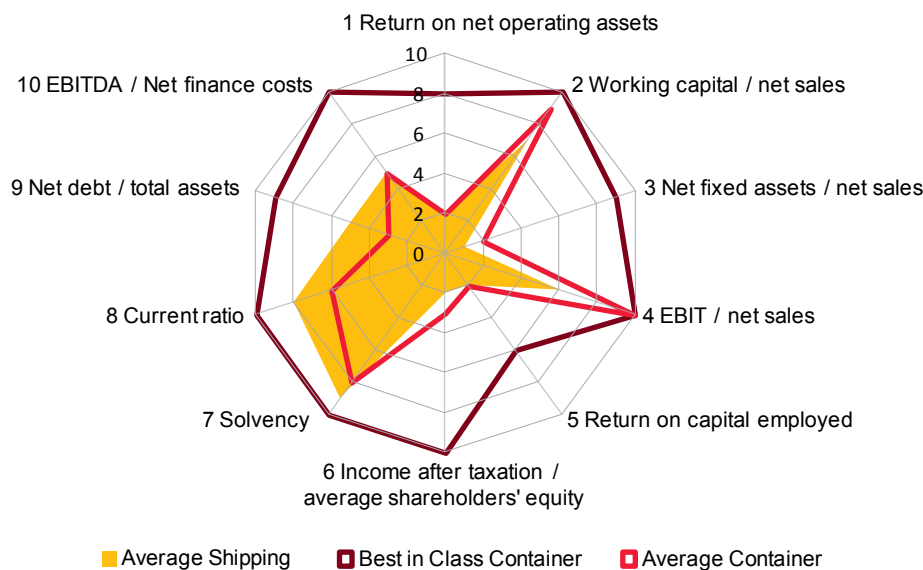 1 Return on net operating assets
10
10 EBITDA / Net finance costs
8
2 Working capital / net sales
6
4
9 Net debt / total assets
3 Net fixed assets / net sales
2
0
8 Current ratio
4 EBIT / net sales
7 Solvency
5 Return on capital employed
6 Income after taxation /
average shareholders' equity
Average Shipping
Best in Class Container
Average Container